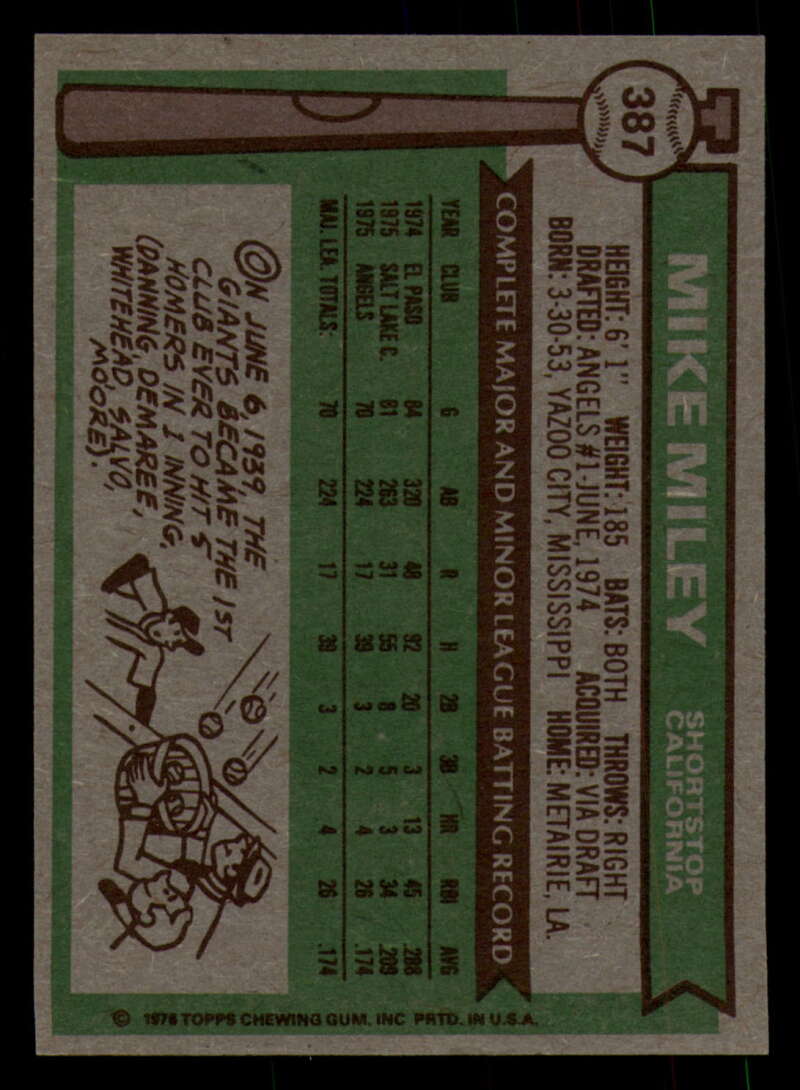 387
MIKE MILEY
SHORTSTOP
CALIFORNIA
HEIGHT: 6' 1" WEIGHT: 185 BATS: BOTH THROWS: RIGHT
DRAFTED: ANGELS #1-JUNE, 1974 ACQUIRED: VIA DRAFT
BORN: 3-30-53, YAZOO CITY, MISSISSIPPI HOME: METAIRIE, LA.
COMPLETE MAJOR AND MINOR LEAGUE BATTING RECORD
YEAR CLUB G AB R H 2B 3B HR RBI AVG
1974 EL PASO 84 320 48 92 20 3 13 45 .288
1975 SALT LAKE C. 81 263 31 55 8 5 3 34 .209
1975 ANGELS 70 224 17 39 3 2 4 26 .174
MAJ. LEA. TOTALS: 70 224 17 39 3 2 4 26 .174
ON JUNE 6, 1939, THE
GIANTS BECAME THE 1ST
CLUB EVER TO HIT 5
HOMERS IN 1 INNING,
(DANNING, DEMAREE,
WHITEHEAD, SALVO,
MOORE).
© 1976 TOPPS CHEWING GUM, INC PRTD. IN U.S.A.